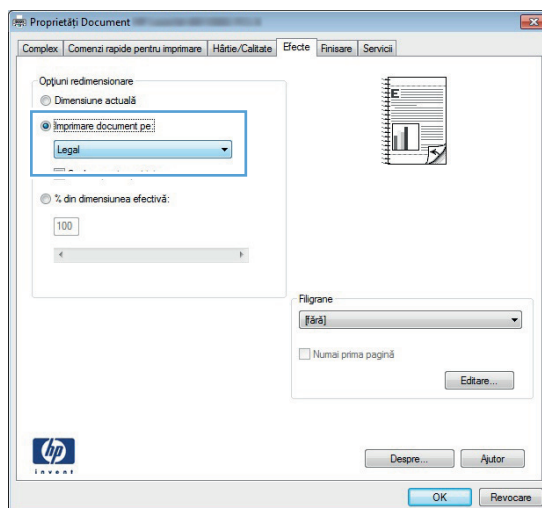 Proprietăți Document
Complex Comenzi rapide pentru imprimare Hârtie/Calitate Efecte Finisare Servicii
Opțiuni redimensionare
Dimensiune actuală
Imprimare document pe:
Legal
% din dimensiunea efectivă:
100
E
Filigrane
[fără]
Numai prima pagină
Editare...
hp
invent
Despre... Ajutor
OK Revocare